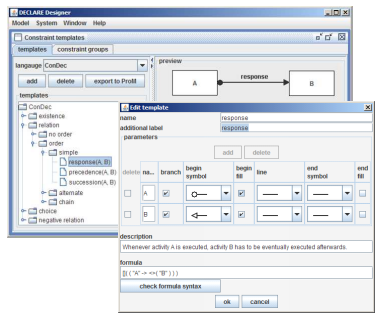 DECLARE Designer
Model System Window Help
Constraint templates
templates constraint groups
langauge ConDec
add delete export to ProM
templates
ConDec
existence
relation
no order
order
simple
response(A, B)
precedence(A, B)
succession(A, B)
alternate
chain
choice
negative relation
preview
A response B
Edit template
name response
additional label response
parameters
add delete
delete na... branch begin symbol begin fill line end symbol end fill
A
B
description
Whenever activity A is executed, activity B has to be eventually executed afterwards.
formula
[]( ( "A" -> <>( "B" ) ) )
check formula syntax
ok cancel